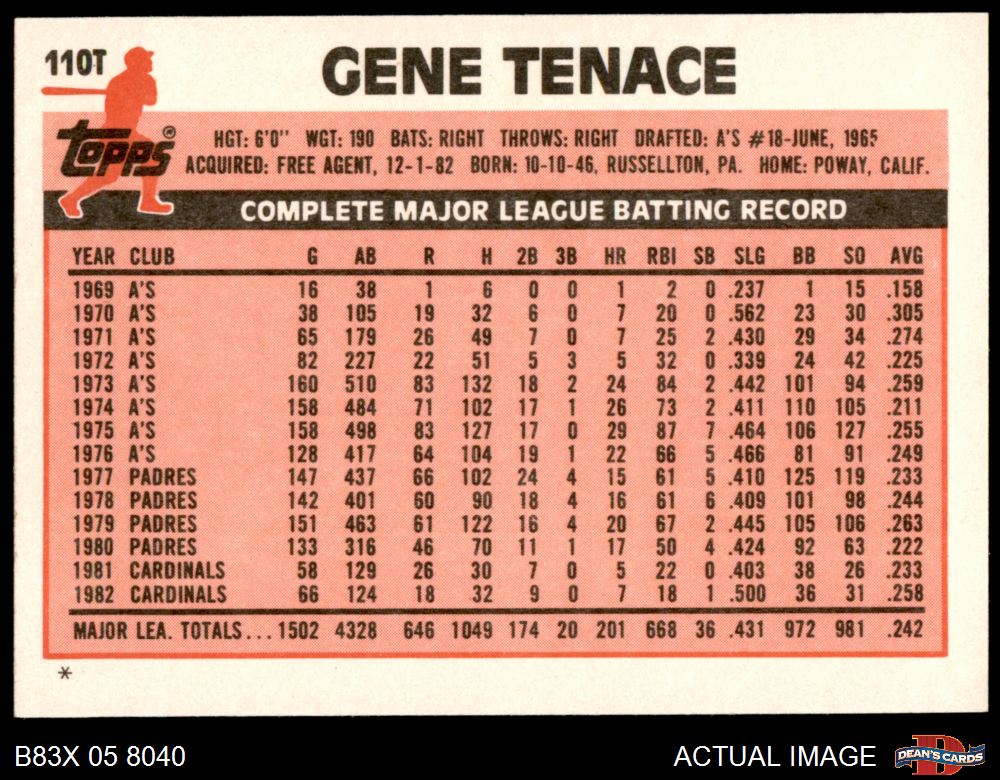 110T
GENE TENACE
topps®
HGT: 6'0" WGT: 190 BATS: RIGHT THROWS: RIGHT DRAFTED: A'S #18-JUNE, 1965
ACQUIRED: FREE AGENT, 12-1-82 BORN: 10-10-46, RUSSELLTON, PA. HOME: POWAY, CALIF.
COMPLETE MAJOR LEAGUE BATTING RECORD
YEAR CLUB G AB R H 2B 3B HR RBI SB SLG BB SO AVG
1969 A'S 16 38 1 6 0 0 1 2 0 .237 1 15 .158
1970 A'S 38 105 19 32 6 0 7 20 0 .562 23 30 .305
1971 A'S 65 179 26 49 7 0 7 25 2 .430 29 34 .274
1972 A'S 82 227 22 51 5 3 5 32 0 .339 24 42 .225
1973 A'S 160 510 83 132 18 2 24 84 2 .442 101 94 .259
1974 A'S 158 484 71 102 17 1 26 73 2 .411 110 105 .211
1975 A'S 158 498 83 127 17 0 29 87 7 .464 106 127 .255
1976 A'S 128 417 64 104 19 1 22 66 5 .466 81 91 .249
1977 PADRES 147 437 66 102 24 4 15 61 5 .410 125 119 .233
1978 PADRES 142 401 60 90 18 4 16 61 6 .409 101 98 .244
1979 PADRES 151 463 61 122 16 4 20 67 2 .445 105 106 .263
1980 PADRES 133 316 46 70 11 1 17 50 4 .424 92 63 .222
1981 CARDINALS 58 129 26 30 7 0 5 22 0 .403 38 26 .233
1982 CARDINALS 66 124 18 32 9 0 7 18 1 .500 36 31 .258
MAJOR LEA. TOTALS...1502 4328 646 1049 174 20 201 668 36 .431 972 981 .242
*
B83X 05 8040
ACTUAL IMAGE
DEAN'S CARDS